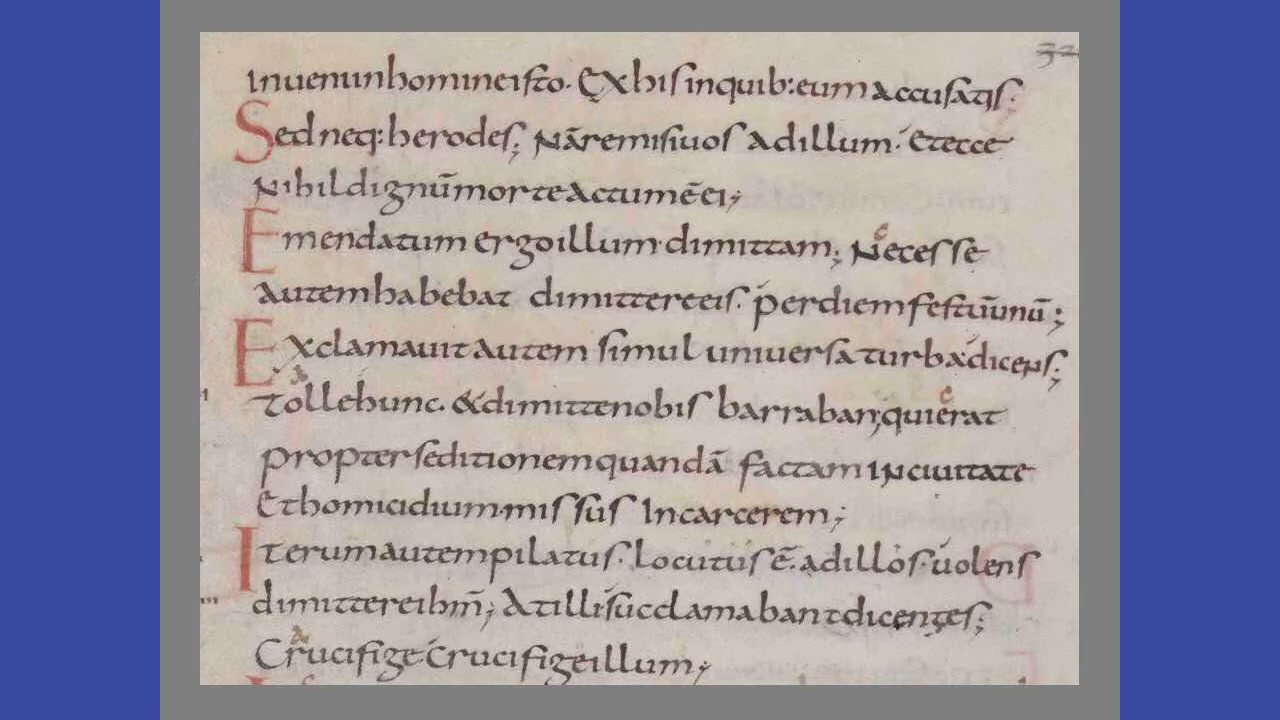 32
inuenun homine isto. Ex his in quib: eum accusatis.
Sed neq: herodes; Nā remisi uos ad illum. Et ecce
Nihil dignū morte actum ē ei;
Emendatum ergo illum dimittam; Necesse
autem habebat dimittere eis. per diem festū unū;
Exclamauit autem simul uniuersa turba dicens;
Tolle hunc. & dimitte nobis barraban, qui erat
propter seditionem quandā factam in ciuitate
Et homicidium missus In carcerem;
Iterum autem pilatus. locutus ē. ad illos. uolens
dimittere ihm̄; At illi succlamabant dicentes;
Crucifige Crucifige illum;